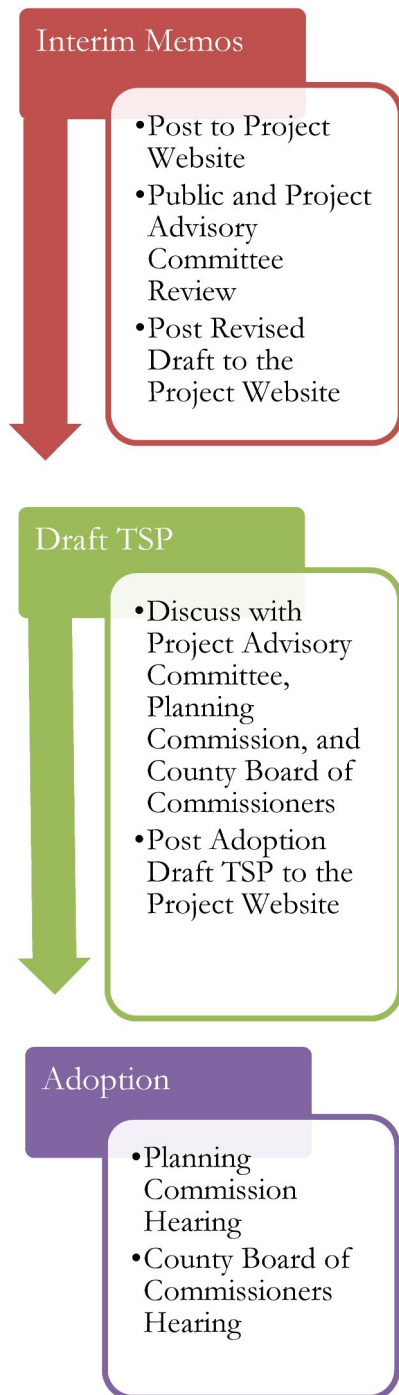 Interim Memos
•Post to Project
Website
•Public and Project
Advisory
Committee
Review
•Post Revised
Draft to the
Project Website
Draft TSP
•Discuss with
Project Advisory
Committee,
Planning
Commission, and
County Board of
Commissioners
•Post Adoption
Draft TSP to the
Project Website
Adoption
•Planning
Commission
Hearing
•County Board of
Commissioners
Hearing